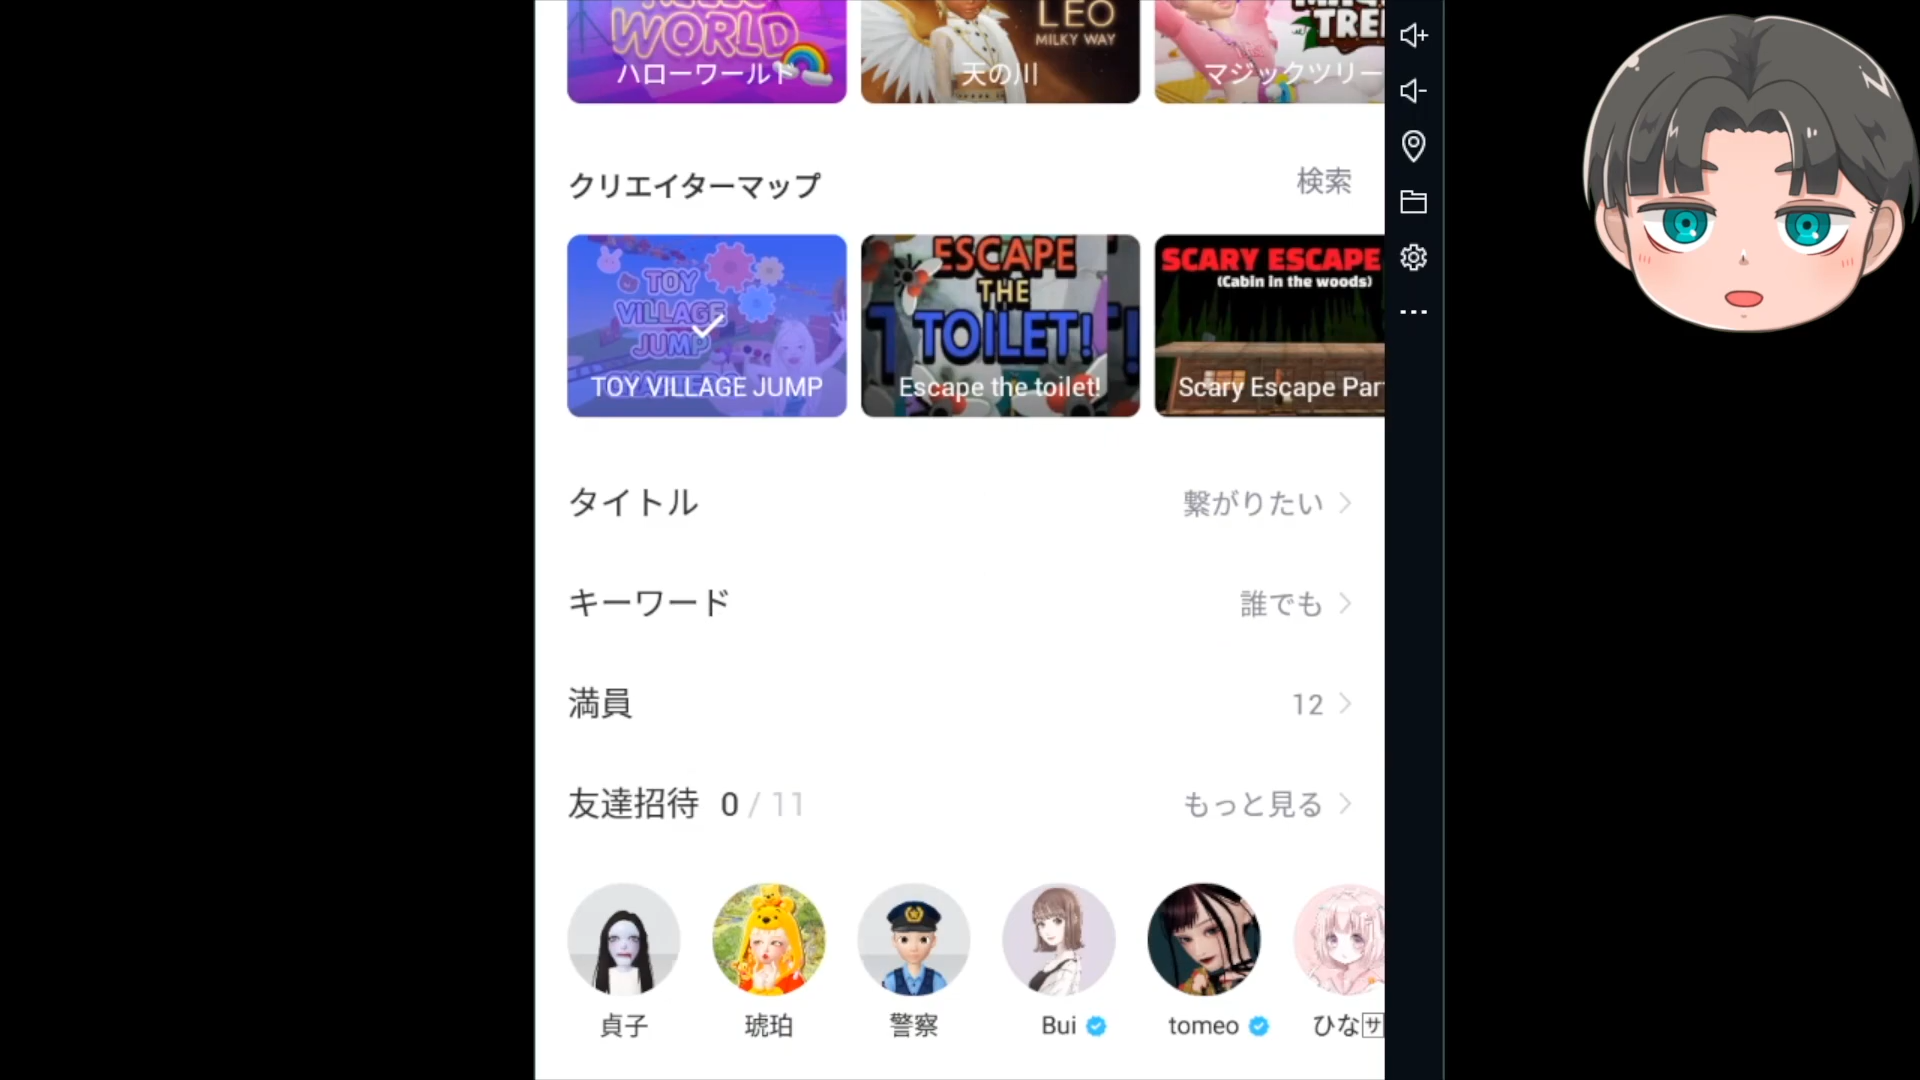 WORLD
ハローワールド
LEO
MILKY WAY
天の川
TREE
マジックツリー
クリエイターマップ
検索
TOY
VILLAGE
JUMP
TOY VILLAGE JUMP
ESCAPE
THE
TOILET!
Escape the toilet!
SCARY ESCAPE
(Cabin in the woods)
Scary Escape Par
タイトル
繋がりたい
キーワード
誰でも
満員
12
友達招待 0 / 11
もっと見る
貞子
琥珀
警察
Bui
tomeo
ひな🈂